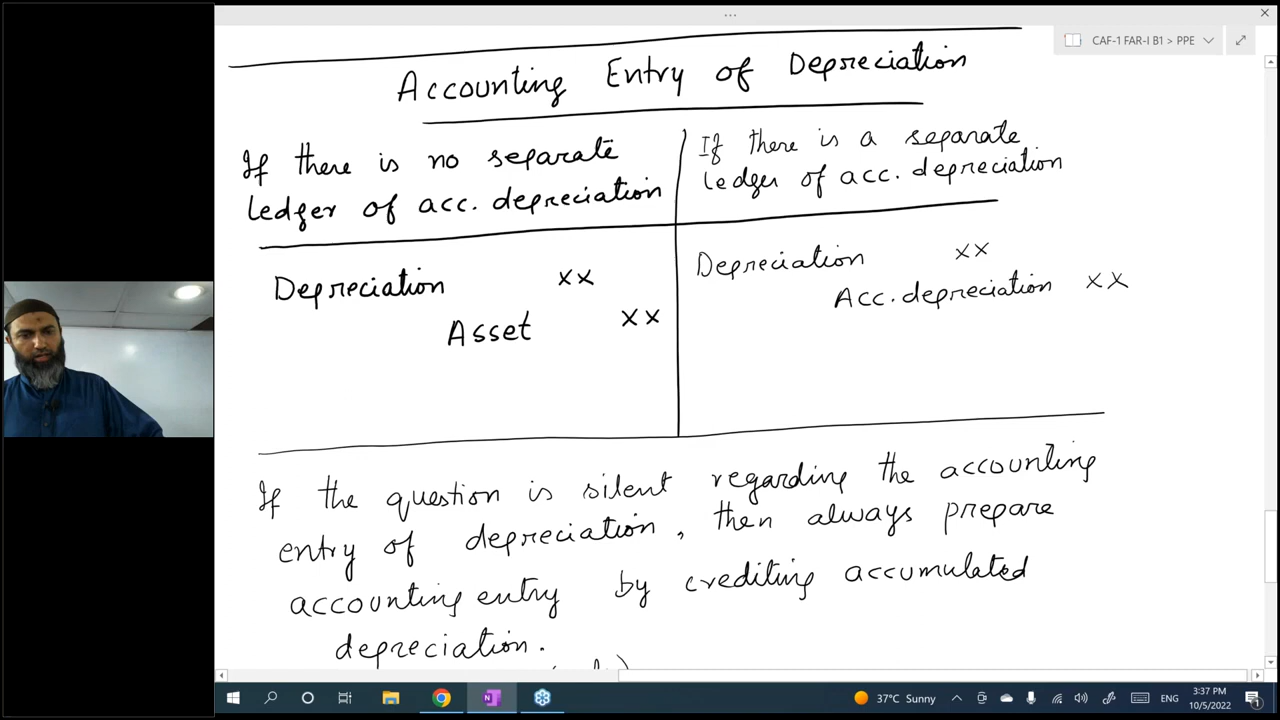 CAF-1 FAR-I B1 > PPE
Accounting Entry of Depreciation
If there is no separate
ledger of acc. depreciation
If there is a separate
ledger of acc. depreciation
Depreciation xx
Asset xx
Depreciation xx
Acc. depreciation xx
If the question is silent regarding the accounting
entry of depreciation, then always prepare
accounting entry by crediting accumulated
depreciation.
37°C Sunny
ENG
3:37 PM
10/5/2022
1